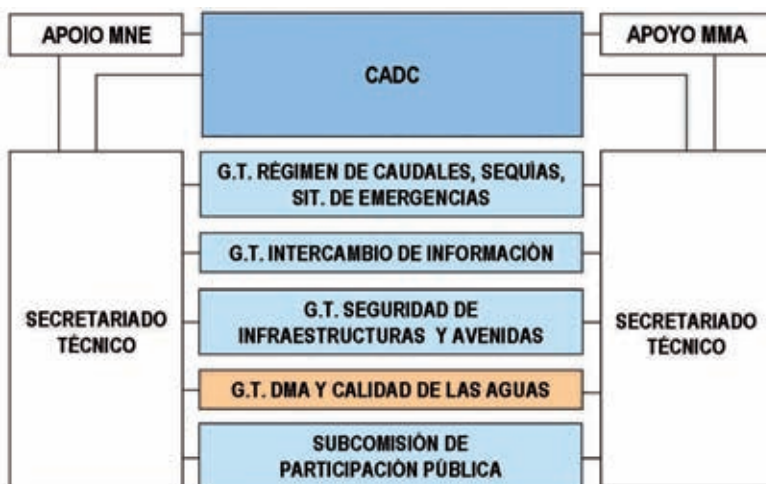 APOIO MNE
CADC
APOYO MMA
G.T. RÉGIMEN DE CAUDALES, SEQUÍAS,
SIT. DE EMERGENCIAS
G.T. INTERCAMBIO DE INFORMACIÓN
SECRETARIADO
TÉCNICO
G.T. SEGURIDAD DE
INFRAESTRUCTURAS Y AVENIDAS
SECRETARIADO
TÉCNICO
G.T. DMA Y CALIDAD DE LAS AGUAS
SUBCOMISIÓN DE
PARTICIPACIÓN PÚBLICA